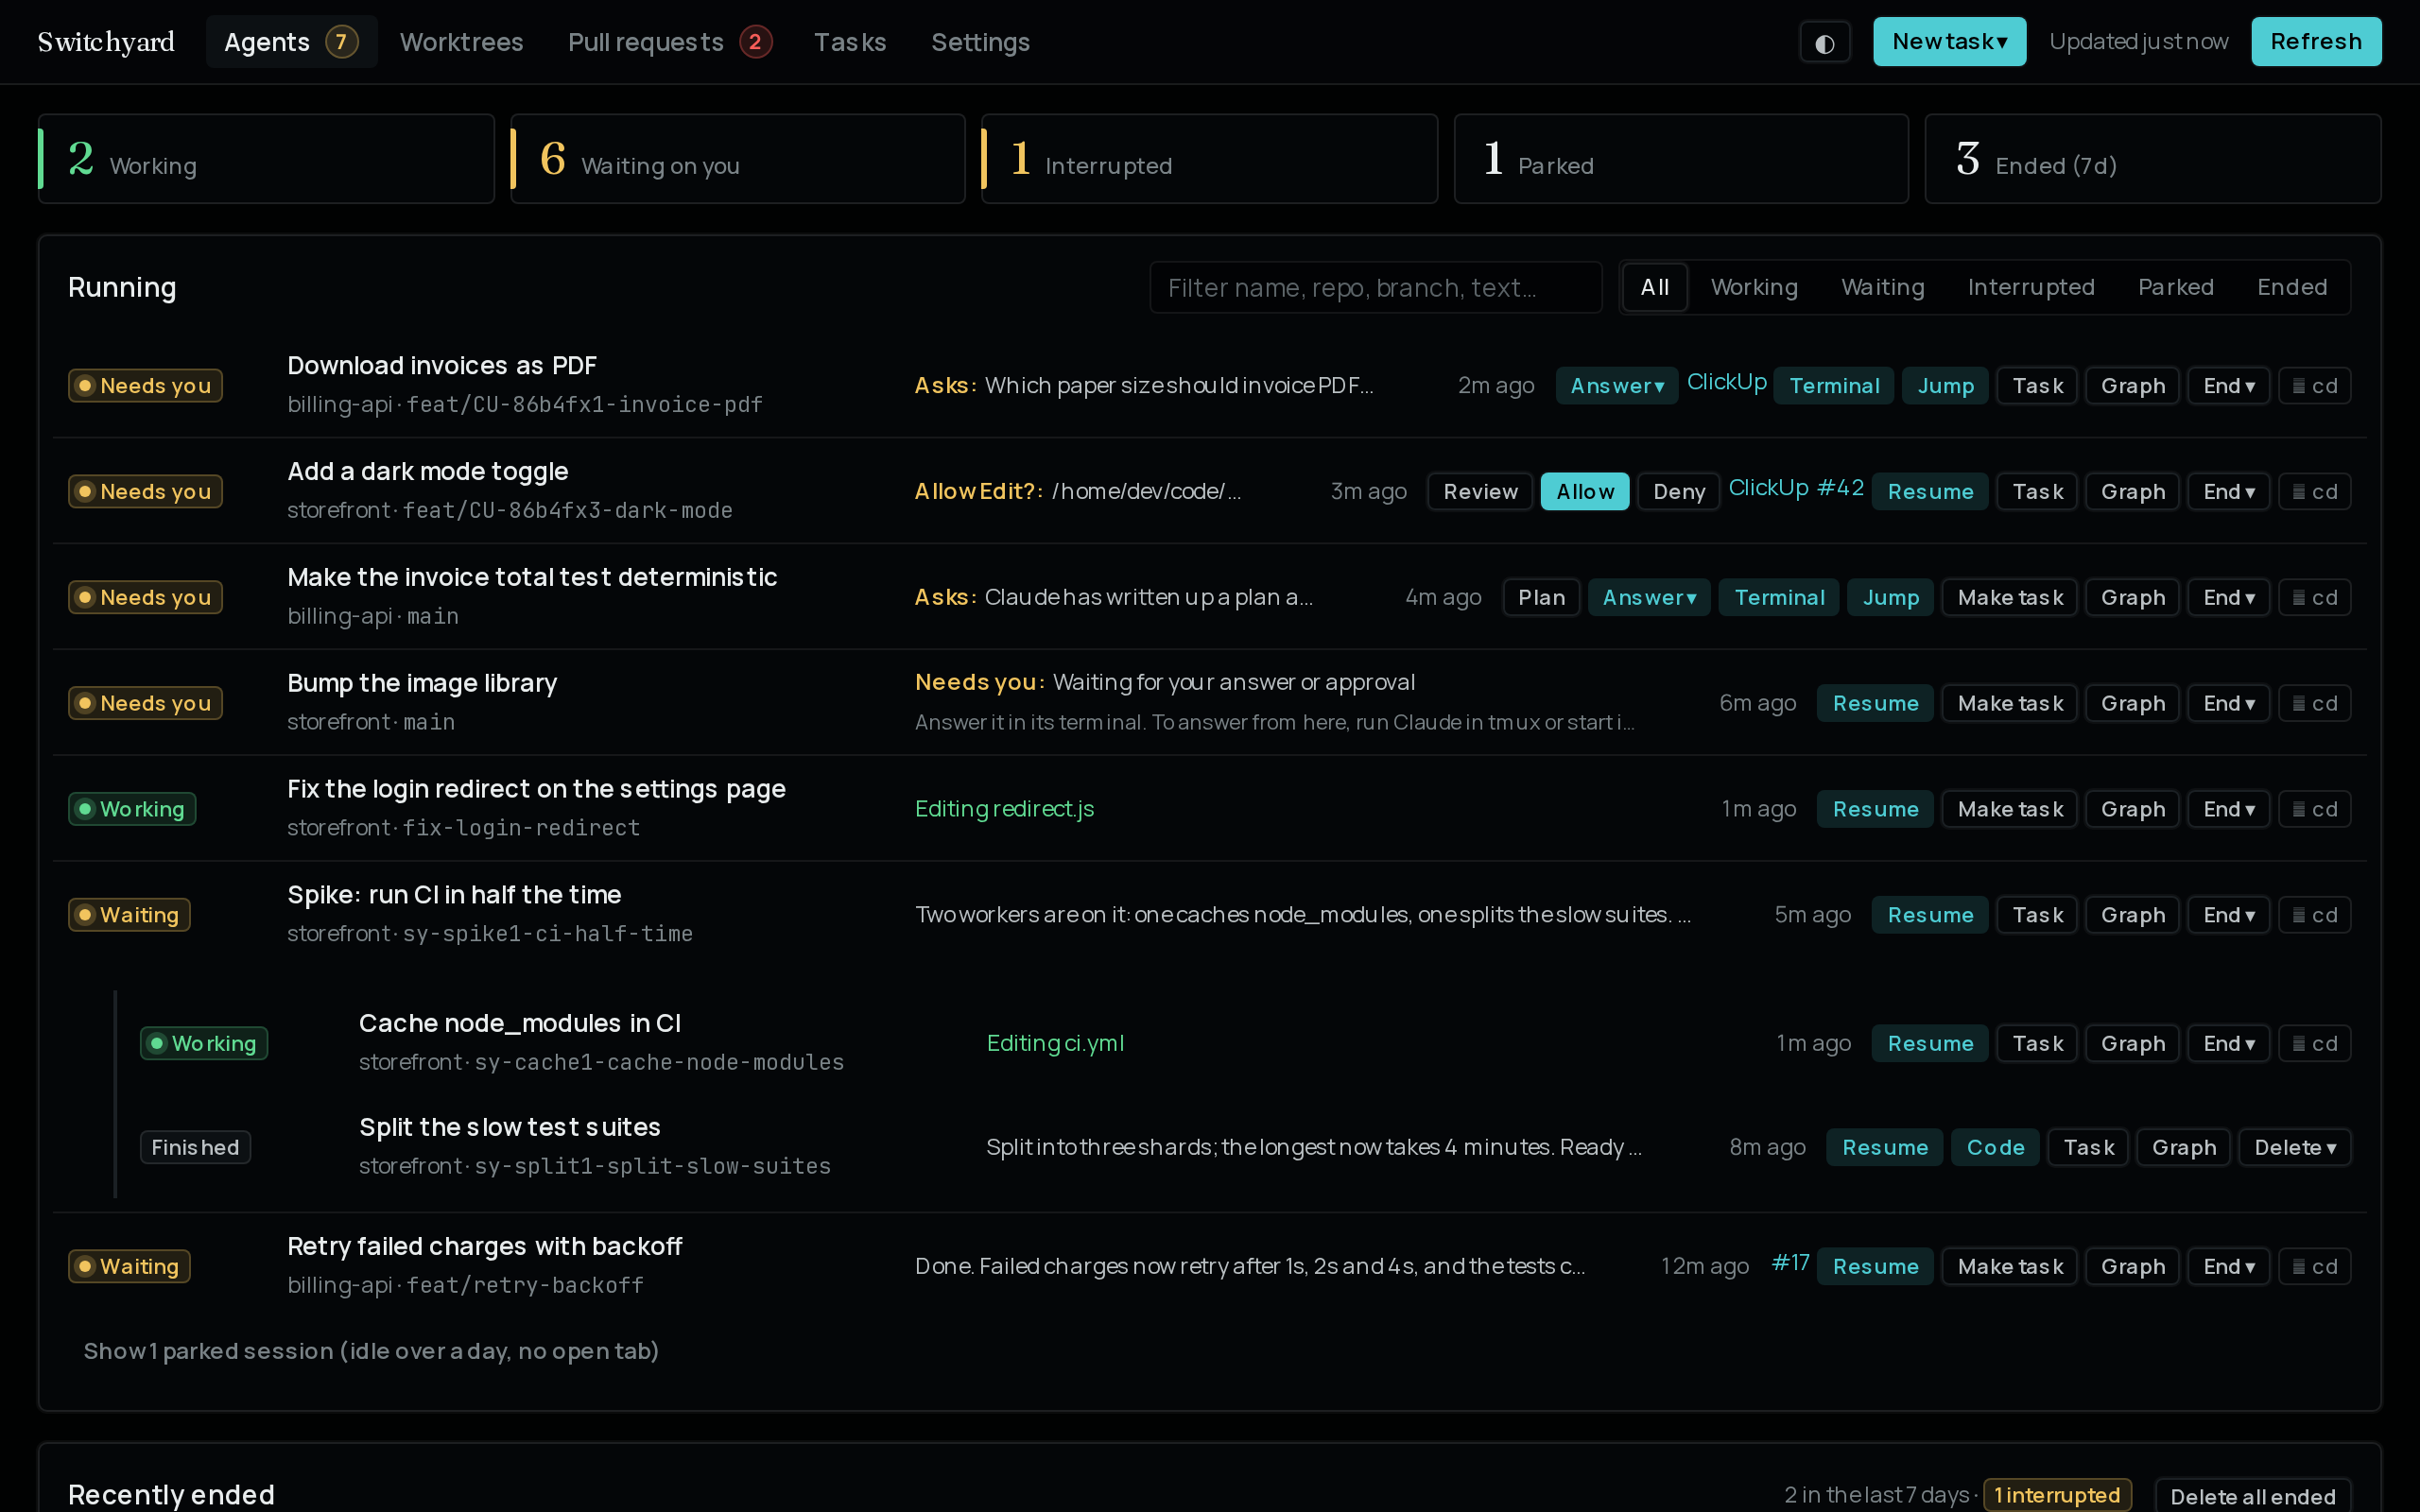 Switchyard Agents 7 Worktrees Pull requests 2 Tasks Settings New task ▾ Updated just now Refresh
2 Working 6 Waiting on you 1 Interrupted 1 Parked 3 Ended (7d)
Running Filter name, repo, branch, text... All Working Waiting Interrupted Parked Ended
Needs you Download invoices as PDF Asks: Which paper size should invoice PDF... 2m ago Answer ▾ ClickUp Terminal Jump Task Graph End ▾ cd
billing-api · feat/CU-86b4fx1-invoice-pdf
Needs you Add a dark mode toggle Allow Edit?: /home/dev/code/... 3m ago Review Allow Deny ClickUp #42 Resume Task Graph End ▾ cd
storefront · feat/CU-86b4fx3-dark-mode
Needs you Make the invoice total test deterministic Asks: Claude has written up a plan a... 4m ago Plan Answer ▾ Terminal Jump Make task Graph End ▾ cd
billing-api · main
Needs you Bump the image library Needs you: Waiting for your answer or approval 6m ago Resume Make task Graph End ▾ cd
storefront · main Answer it in its terminal. To answer from here, run Claude in tmux or start i...
Working Fix the login redirect on the settings page Editing redirect.js 1m ago Resume Make task Graph End ▾ cd
storefront · fix-login-redirect
Waiting Spike: run CI in half the time Two workers are on it: one caches node_modules, one splits the slow suites. ... 5m ago Resume Task Graph End ▾ cd
storefront · sy-spike1-ci-half-time
Working Cache node_modules in CI Editing ci.yml 1m ago Resume Task Graph End ▾ cd
storefront · sy-cache1-cache-node-modules
Finished Split the slow test suites Split into three shards; the longest now takes 4 minutes. Ready ... 8m ago Resume Code Task Graph Delete ▾
storefront · sy-split1-split-slow-suites
Waiting Retry failed charges with backoff Done. Failed charges now retry after 1s, 2s and 4s, and the tests c... 12m ago #17 Resume Make task Graph End ▾ cd
billing-api · feat/retry-backoff
Show 1 parked session (idle over a day, no open tab)
Recently ended 2 in the last 7 days · 1 interrupted Delete all ended